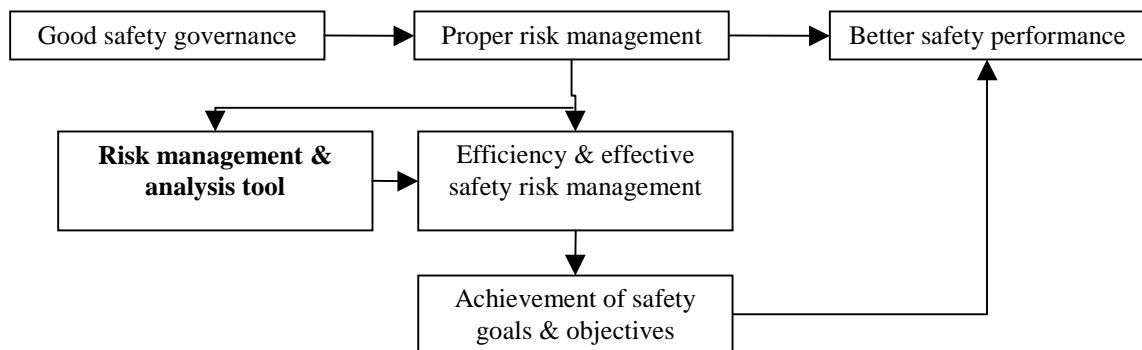 Good safety governance
Proper risk management
Better safety performance
Risk management &
analysis tool
Efficiency & effective
safety risk management
Achievement of safety
goals & objectives